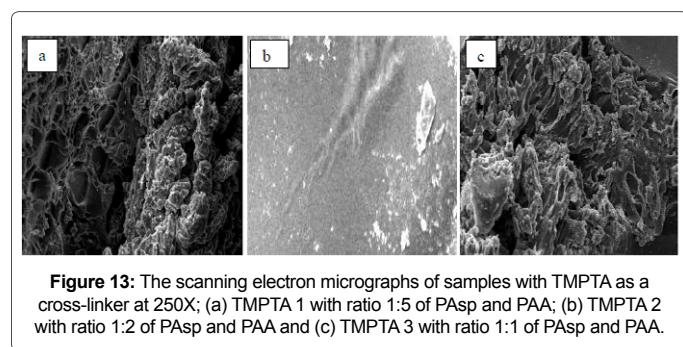 a
b
c
Figure 13: The scanning electron micrographs of samples with TMPTA as a
cross-linker at 250X; (a) TMPTA 1 with ratio 1:5 of PAsp and PAA; (b) TMPTA 2
with ratio 1:2 of PAsp and PAA and (c) TMPTA 3 with ratio 1:1 of PAsp and PAA.